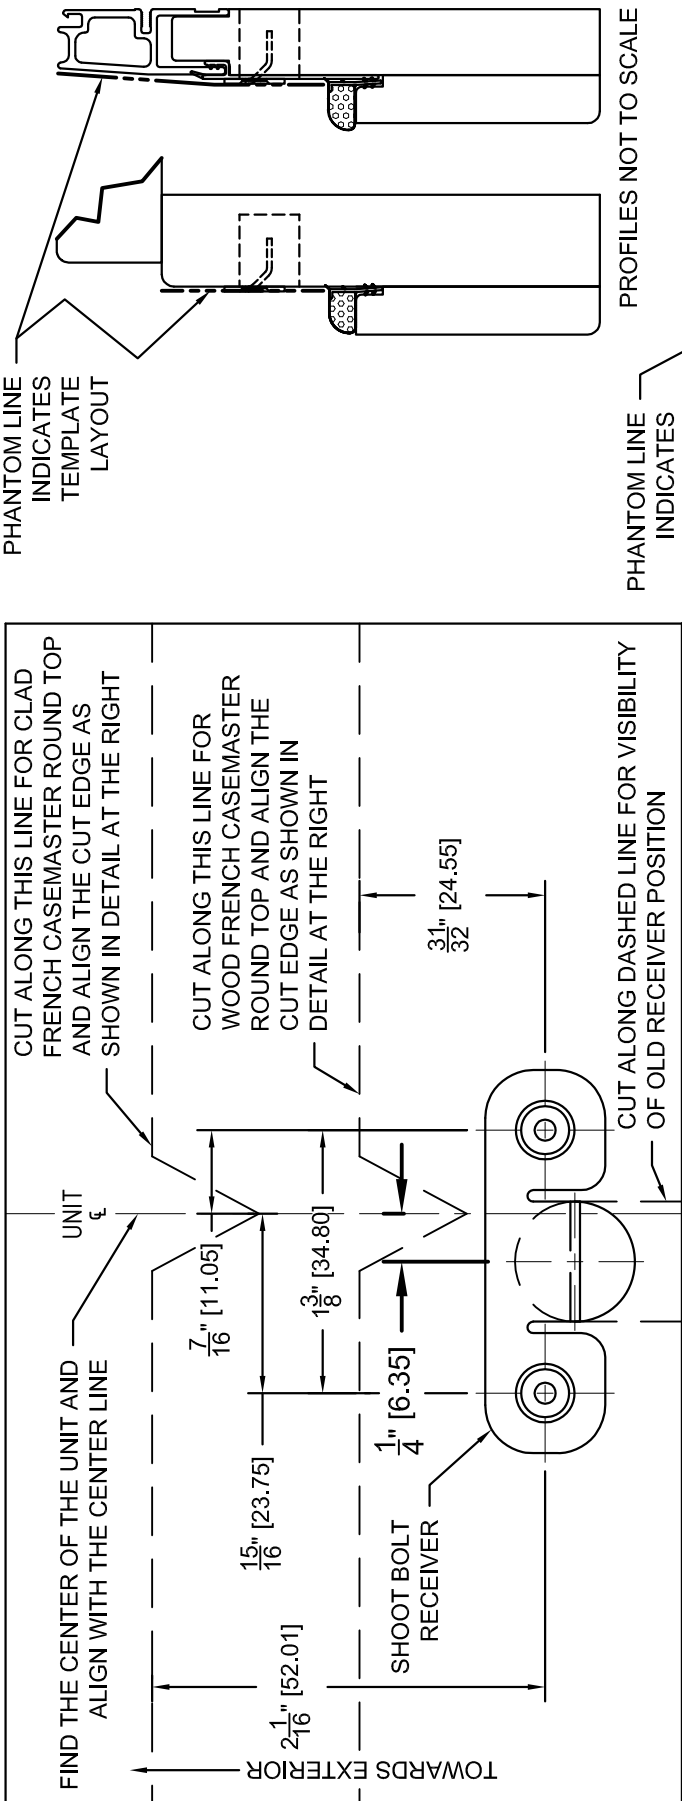 FIND THE CENTER OF THE UNIT AND
ALIGN WITH THE CENTER LINE
UNIT
℄
CUT ALONG THIS LINE FOR CLAD
FRENCH CASEMASTER ROUND TOP
AND ALIGN THE CUT EDGE AS
SHOWN IN DETAIL AT THE RIGHT
CUT ALONG THIS LINE FOR
WOOD FRENCH CASEMASTER
ROUND TOP AND ALIGN THE
CUT EDGE AS SHOWN IN
DETAIL AT THE RIGHT
TOWARDS EXTERIOR
2 1/16" [52.01]
15/16" [23.75]
7/16" [11.05]
1 3/8" [34.80]
1/4" [6.35]
31/32" [24.55]
SHOOT BOLT
RECEIVER
CUT ALONG DASHED LINE FOR VISIBILITY
OF OLD RECEIVER POSITION
PHANTOM LINE
INDICATES
TEMPLATE
LAYOUT
PROFILES NOT TO SCALE
PHANTOM LINE
INDICATES